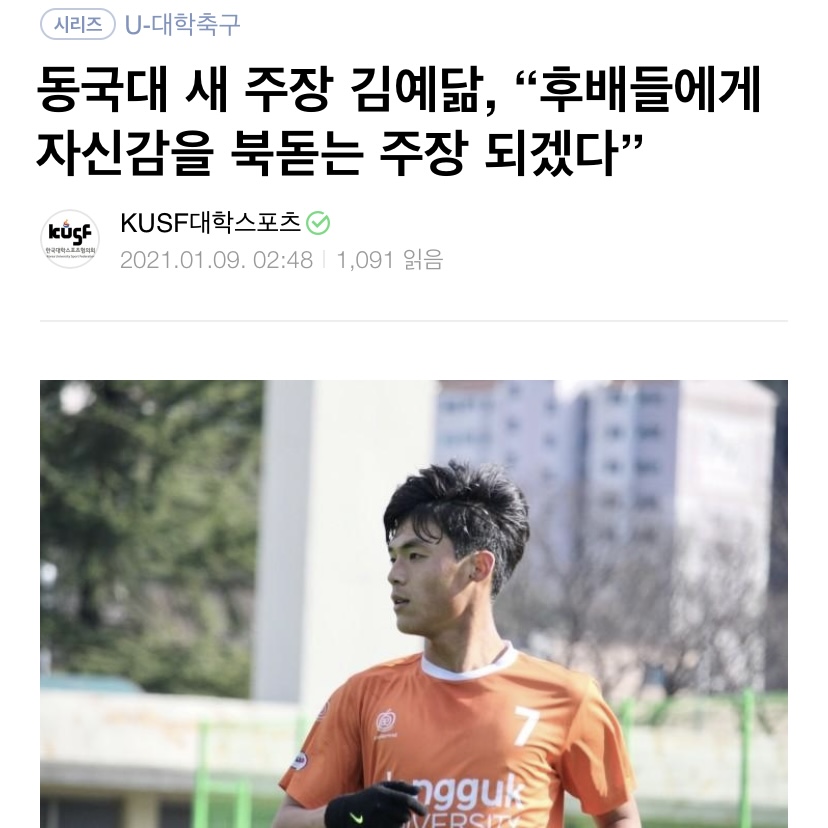 시리즈 U-대학축구
동국대 새 주장 김예닮, “후배들에게
자신감을 북돋는 주장 되겠다”
KUSF대학스포츠
kusf
한국대학스포츠협의회
2021.01.09. 02:48 1,091 읽음
7
ngguk
VERSITY